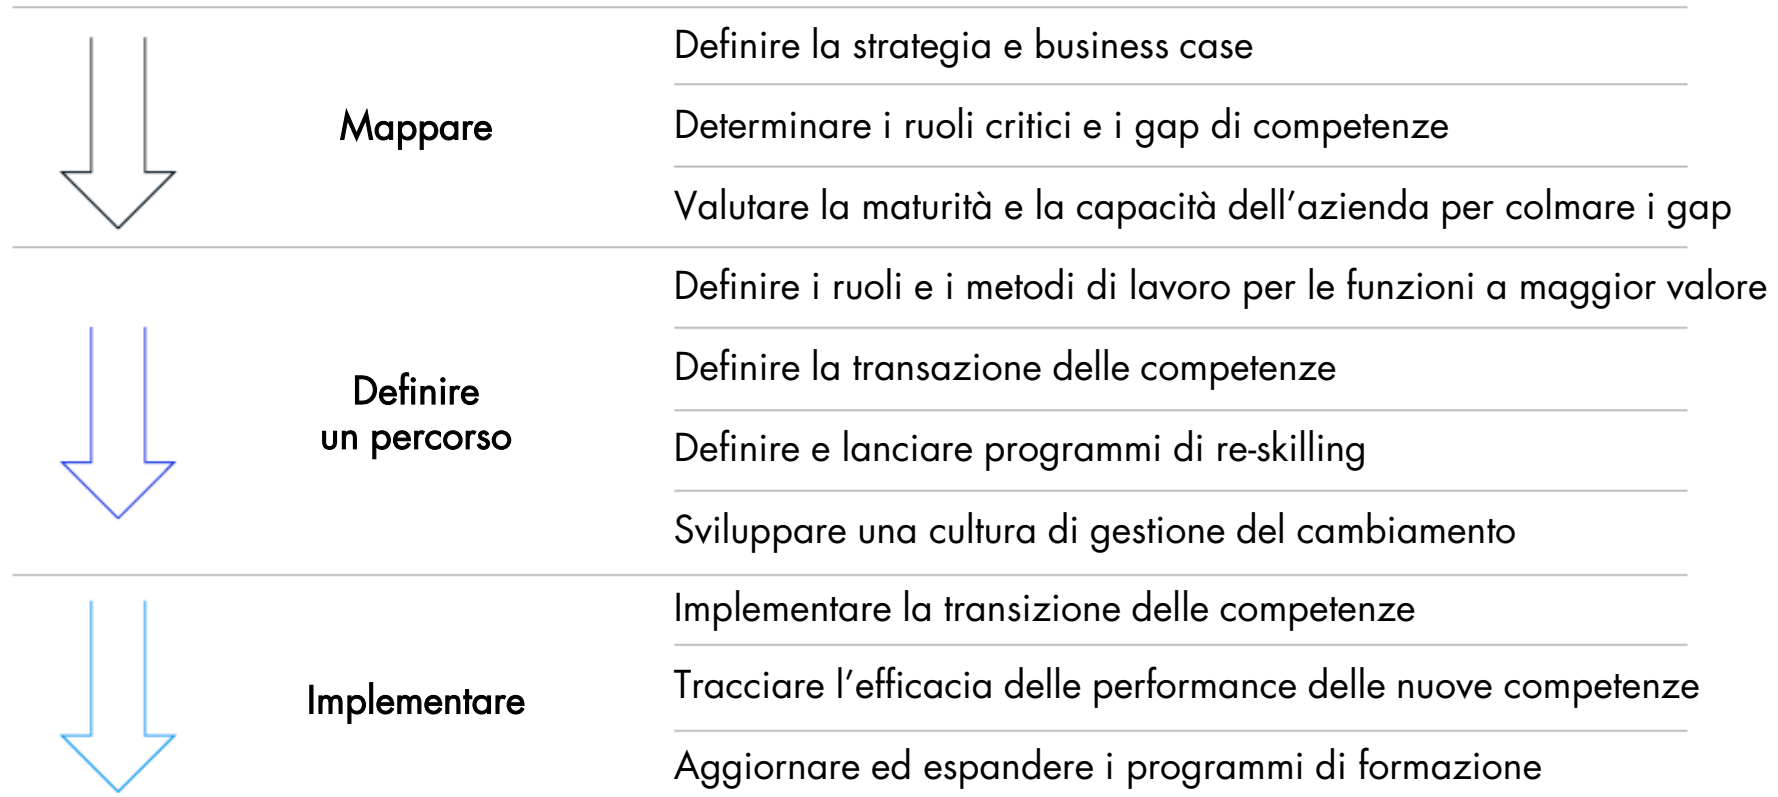 Definire la strategia e business case
Mappare
Determinare i ruoli critici e i gap di competenze
Valutare la maturità e la capacità dell’azienda per colmare i gap
Definire i ruoli e i metodi di lavoro per le funzioni a maggior valore
Definire la transazione delle competenze
Definire
un percorso
Definire e lanciare programmi di re-skilling
Sviluppare una cultura di gestione del cambiamento
Implementare la transizione delle competenze
Implementare
Tracciare l’efficacia delle performance delle nuove competenze
Aggiornare ed espandere i programmi di formazione